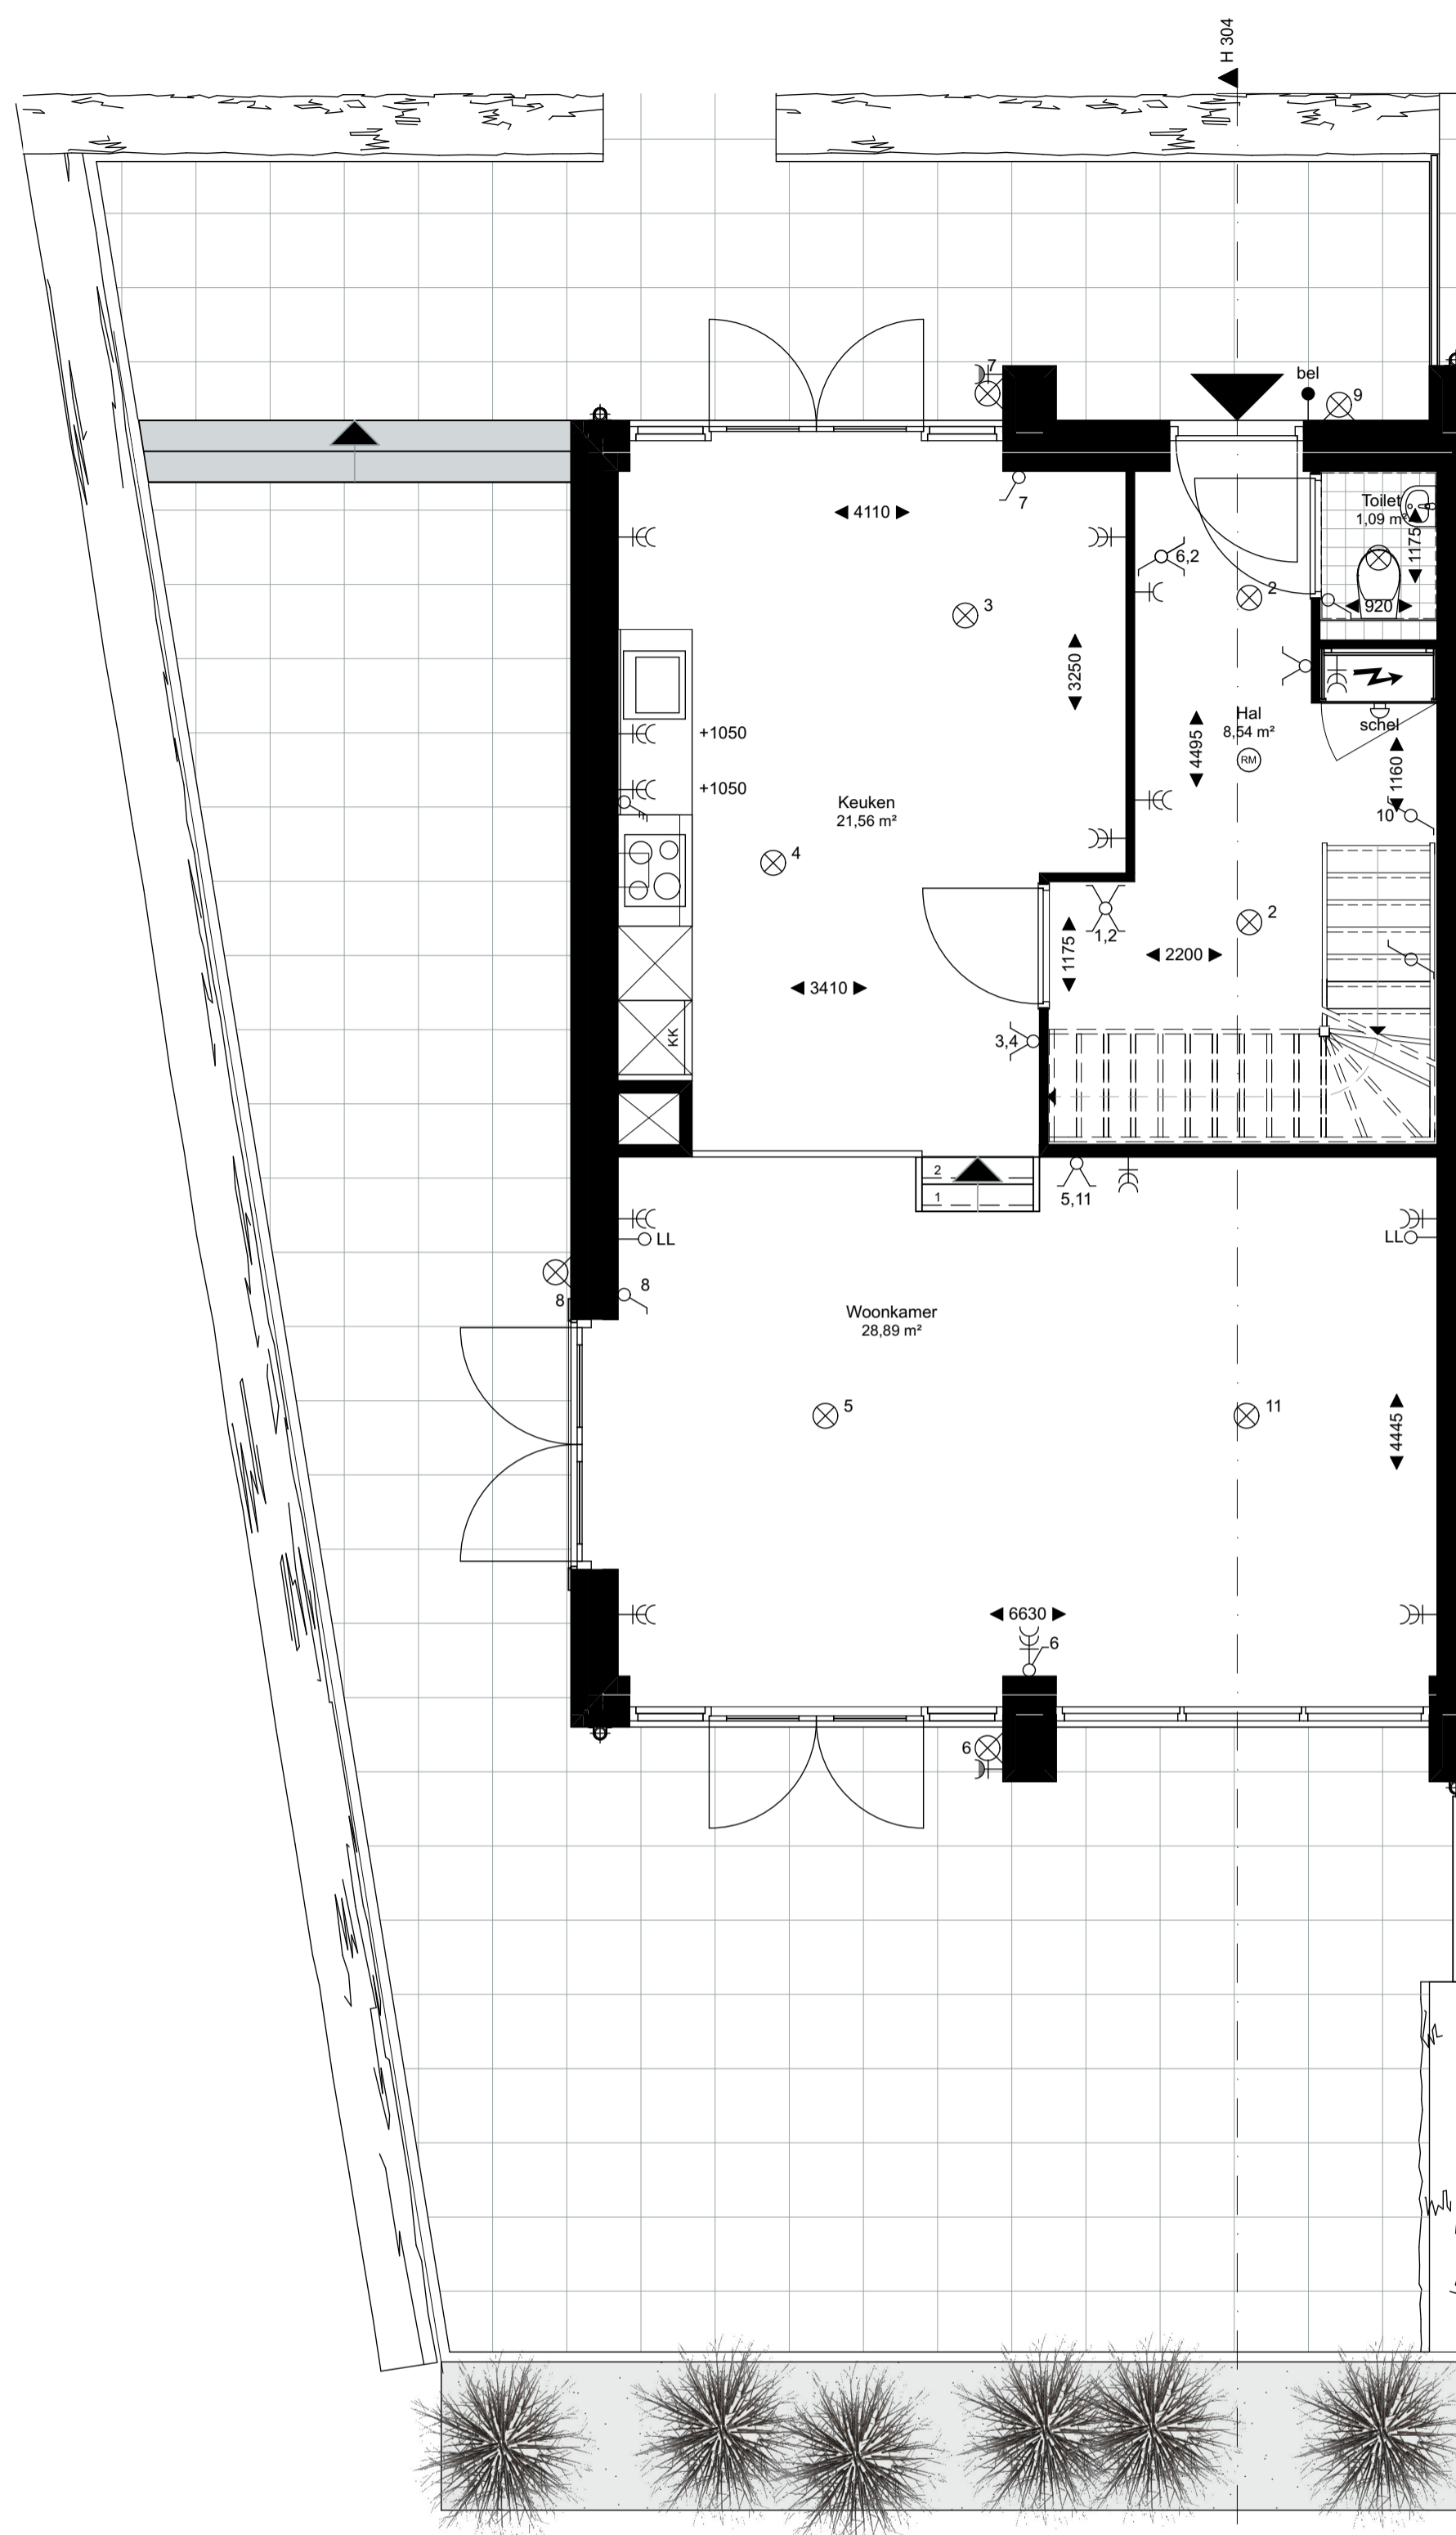 H 304
7
bel
9
7
4110
Toilet
1,09 m²
1175
6,2
2
920
3
3250
Hal
8,54 m²
4495
RM
schel
1160
10
+1050
+1050
Keuken
21,56 m²
4
1,2
2
1175
2200
3410
KK
3,4
2
1
5,11
LL
LL
8
8
Woonkamer
28,89 m²
5
11
4445
6630
6
6